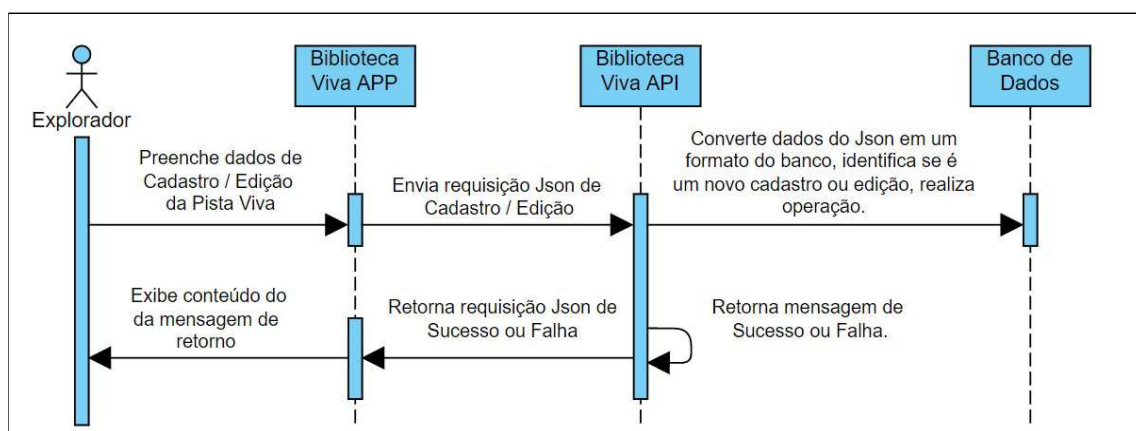 Biblioteca
Viva APP
Biblioteca
Viva API
Banco de
Dados
Explorador
Preenche dados de
Cadastro / Edição
da Pista Viva
Envia requisição Json de
Cadastro / Edição
Converte dados do Json em um
formato do banco, identifica se é
um novo cadastro ou edição, realiza
operação.
Exibe conteúdo do
da mensagem de
retorno
Retorna requisição Json de
Sucesso ou Falha
Retorna mensagem de
Sucesso ou Falha.